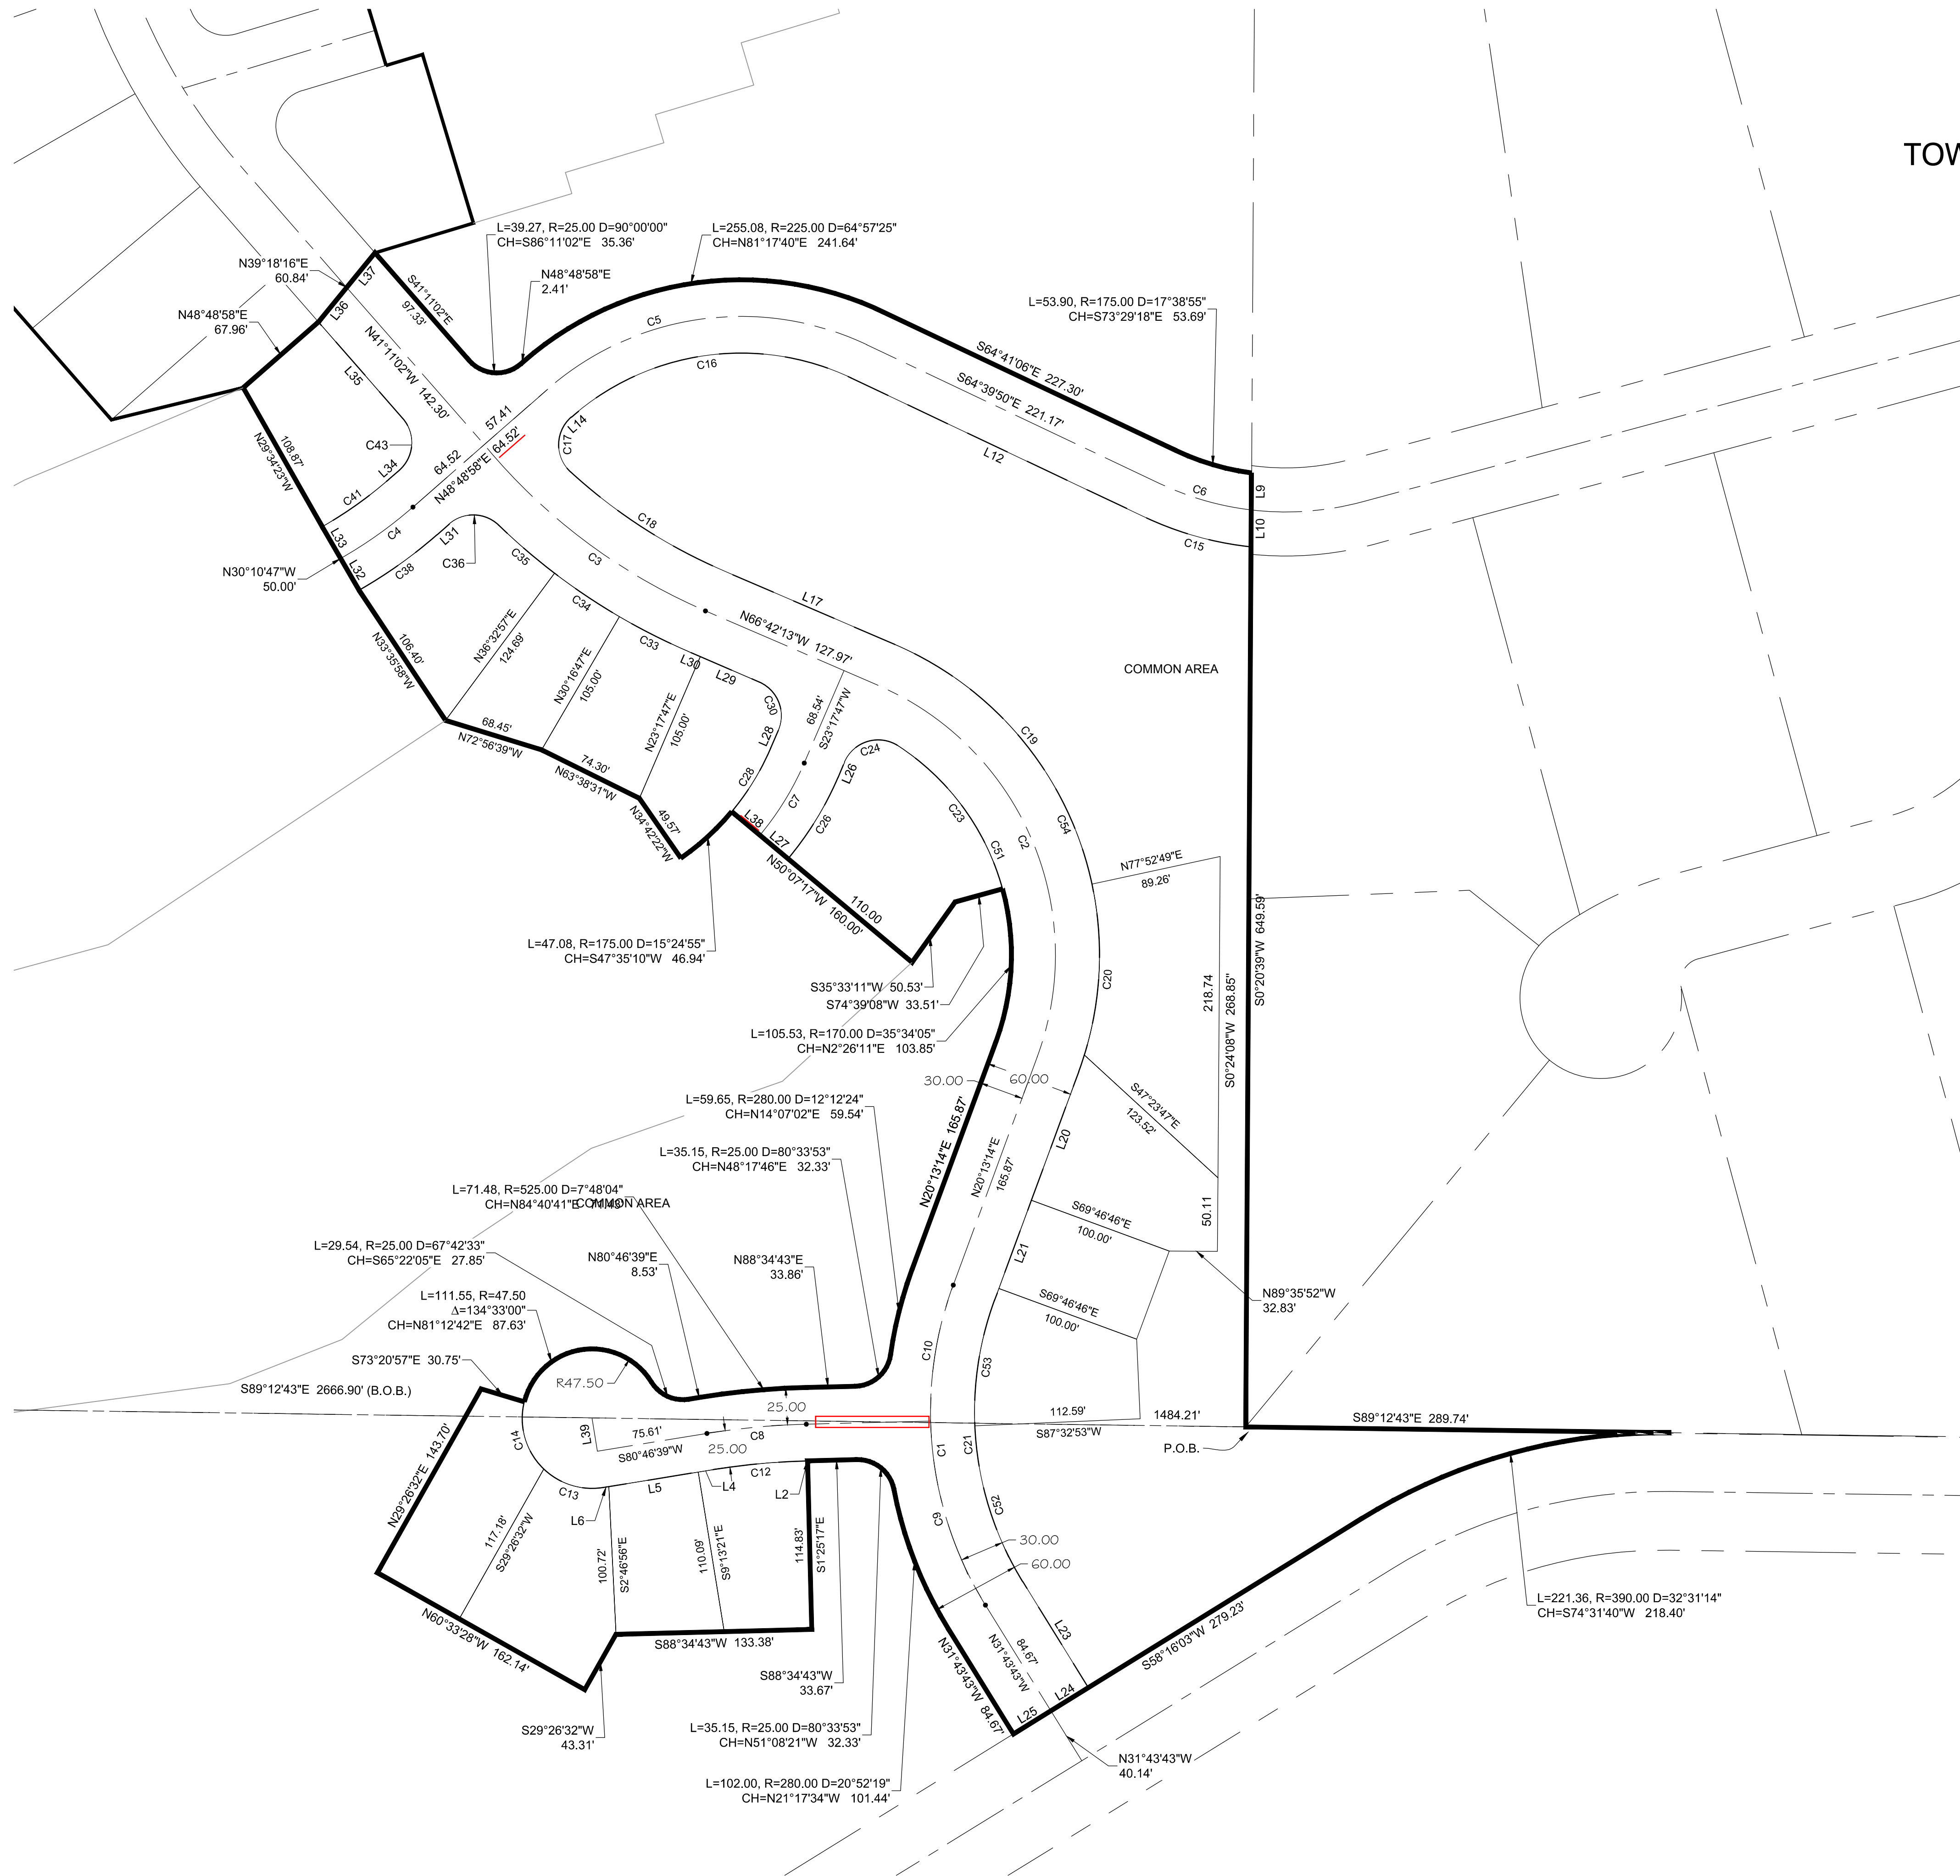 TOW
L=39.27, R=25.00 D=90°00'00"
CH=S86°11'02"E 35.36'
L=255.08, R=225.00 D=64°57'25"
CH=N81°17'40"E 241.64'
N39°18'16"E
60.84'
L37
S41°11'02"E
97.33'
N48°48'58"E
2.41'
L=53.90, R=175.00 D=17°38'55"
CH=S73°29'18"E 53.69'
N48°48'58"E
67.96'
L36
N41°11'02"W 142.30'
C5
C16
S64°41'06"E 227.30'
S64°39'50"E 221.17'
L35
57.41
L14
C17
C43
64.52
N48°48'58"E 64.52'
L34
108.87'
N29°34'23"W
L12
C6
L9
L10
C15
C41
C18
L33
C4
L31
C36
C35
C3
N30°10'47"W
50.00'
L32
C38
C34
L17
N66°42'13"W 127.97'
N36°32'57"E
124.69'
106.40'
N33°35'58"W
C33
L30
L29
N30°16'47"E
105.00'
COMMON AREA
N23°17'47"E
105.00'
C30
L28
68.54'
S23°17'47"W
68.45'
N72°56'39"W
C19
C24
L26
74.30'
N63°38'31"W
C28
C7
C26
C23
C54
49.57'
N34°42'22"W
L38
L27
C51
C2
N50°07'17"W 160.00'
110.00
N77°52'49"E
89.26'
L=47.08, R=175.00 D=15°24'55"
CH=S47°35'10"W 46.94'
S0°20'39"W 649.59'
C20
S35°33'11"W 50.53'
S74°39'08"W 33.51'
218.74
S0°24'08"W 268.85"
L=105.53, R=170.00 D=35°34'05"
CH=N2°26'11"E 103.85'
30.00
60.00
S47°23'47"E
123.52'
L=59.65, R=280.00 D=12°12'24"
CH=N14°07'02"E 59.54'
N20°13'14"E 165.87'
L20
L=35.15, R=25.00 D=80°33'53"
CH=N48°17'46"E 32.33'
N20°13'14"E
165.87'
L=71.48, R=525.00 D=7°48'04"
CH=N84°40'41"E 71.43'
COMMON AREA
S69°46'46"E
100.00'
50.11
L=29.54, R=25.00 D=67°42'33"
CH=S65°22'05"E 27.85'
N80°46'39"E
8.53'
N88°34'43"E
33.86'
L21
N89°35'52"W
32.83'
L=111.55, R=47.50
Δ=134°33'00"
CH=N81°12'42"E 87.63'
S69°46'46"E
100.00'
S73°20'57"E 30.75'
R47.50
C10
C53
S89°12'43"E 2666.90' (B.O.B.)
25.00
112.59'
S87°32'53"W
1484.21'
S89°12'43"E 289.74'
P.O.B.
L39
75.61'
S80°46'39"W
25.00
C8
C1
C21
C14
C12
N29°26'32"E 143.70'
C13
L5
L4
L2
L6
C9
C52
117.18'
S29°26'32"W
100.72'
S2°46'56"E
110.09'
S9°13'21"E
114.83'
S1°25'17"E
30.00
60.00
N60°33'28"W 162.14'
S88°34'43"W 133.38'
L=221.36, R=390.00 D=32°31'14"
CH=S74°31'40"W 218.40'
L23
S58°16'03"W 279.23'
N31°43'43"W 84.67'
84.67'
N31°43'43"W
S88°34'43"W
33.67'
L24
L25
S29°26'32"W
43.31'
L=35.15, R=25.00 D=80°33'53"
CH=N51°08'21"W 32.33'
N31°43'43"W
40.14'
L=102.00, R=280.00 D=20°52'19"
CH=N21°17'34"W 101.44'